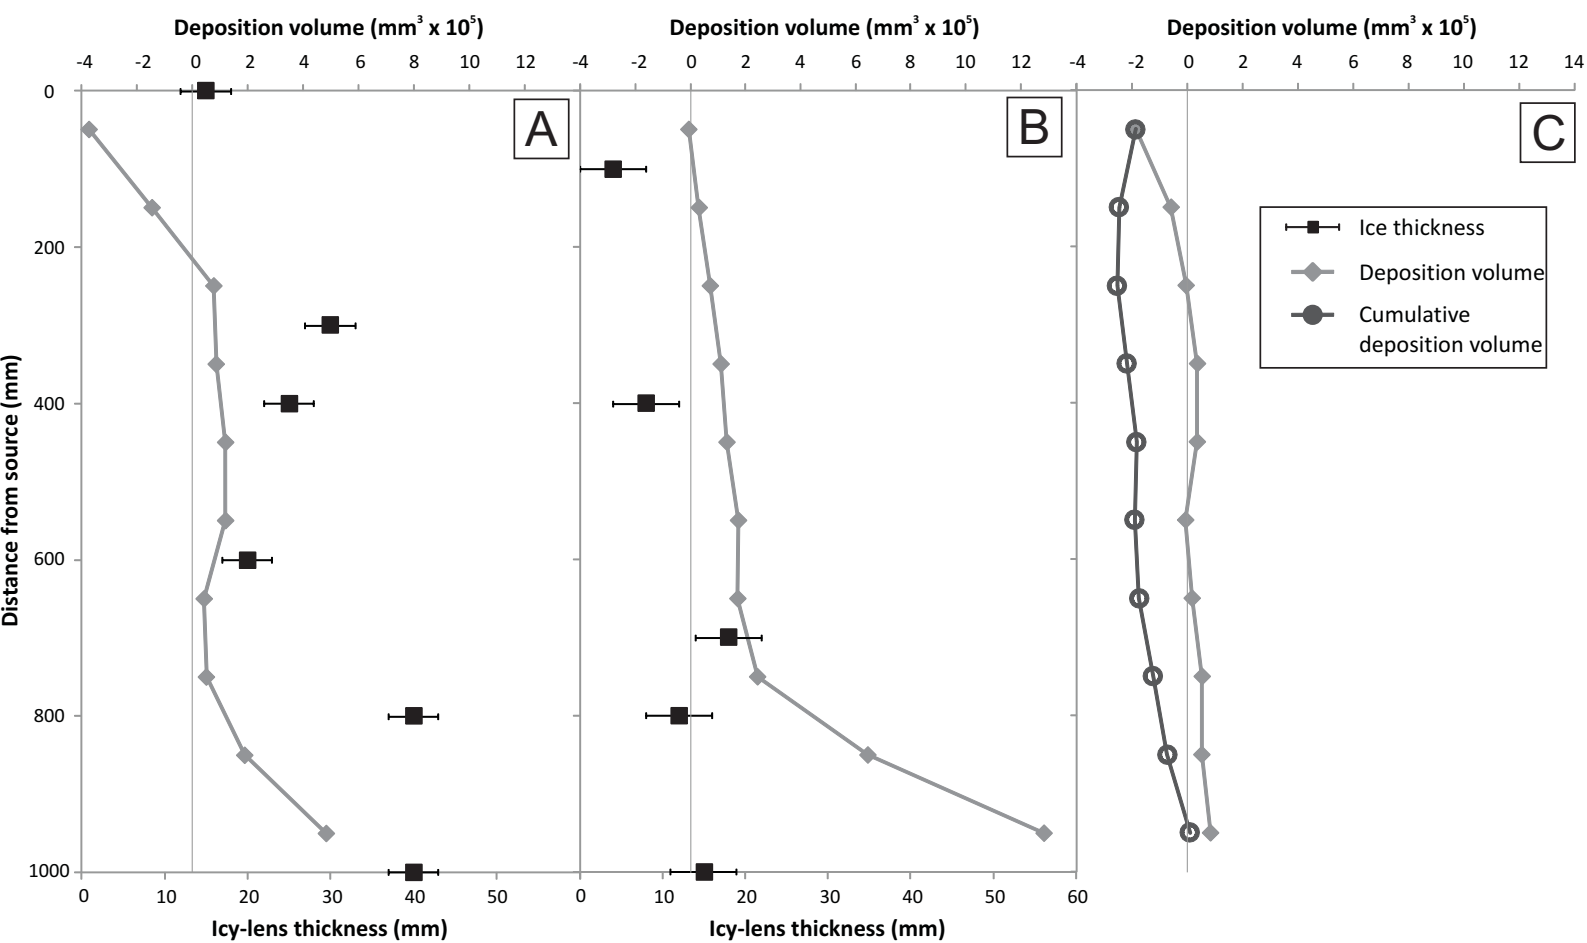 Deposition volume (mm³ x 10⁵) Deposition volume (mm³ x 10⁵) Deposition volume (mm³ x 10⁵)
-4 -2 0 2 4 6 8 10 12 -4 -2 0 2 4 6 8 10 12 -4 -2 0 2 4 6 8 10 12 14
A B C
0
200
400
600
800
1000
Distance from source (mm)
Ice thickness
Deposition volume
Cumulative
deposition volume
0 10 20 30 40 50 0 10 20 30 40 50 60
Icy-lens thickness (mm) Icy-lens thickness (mm)